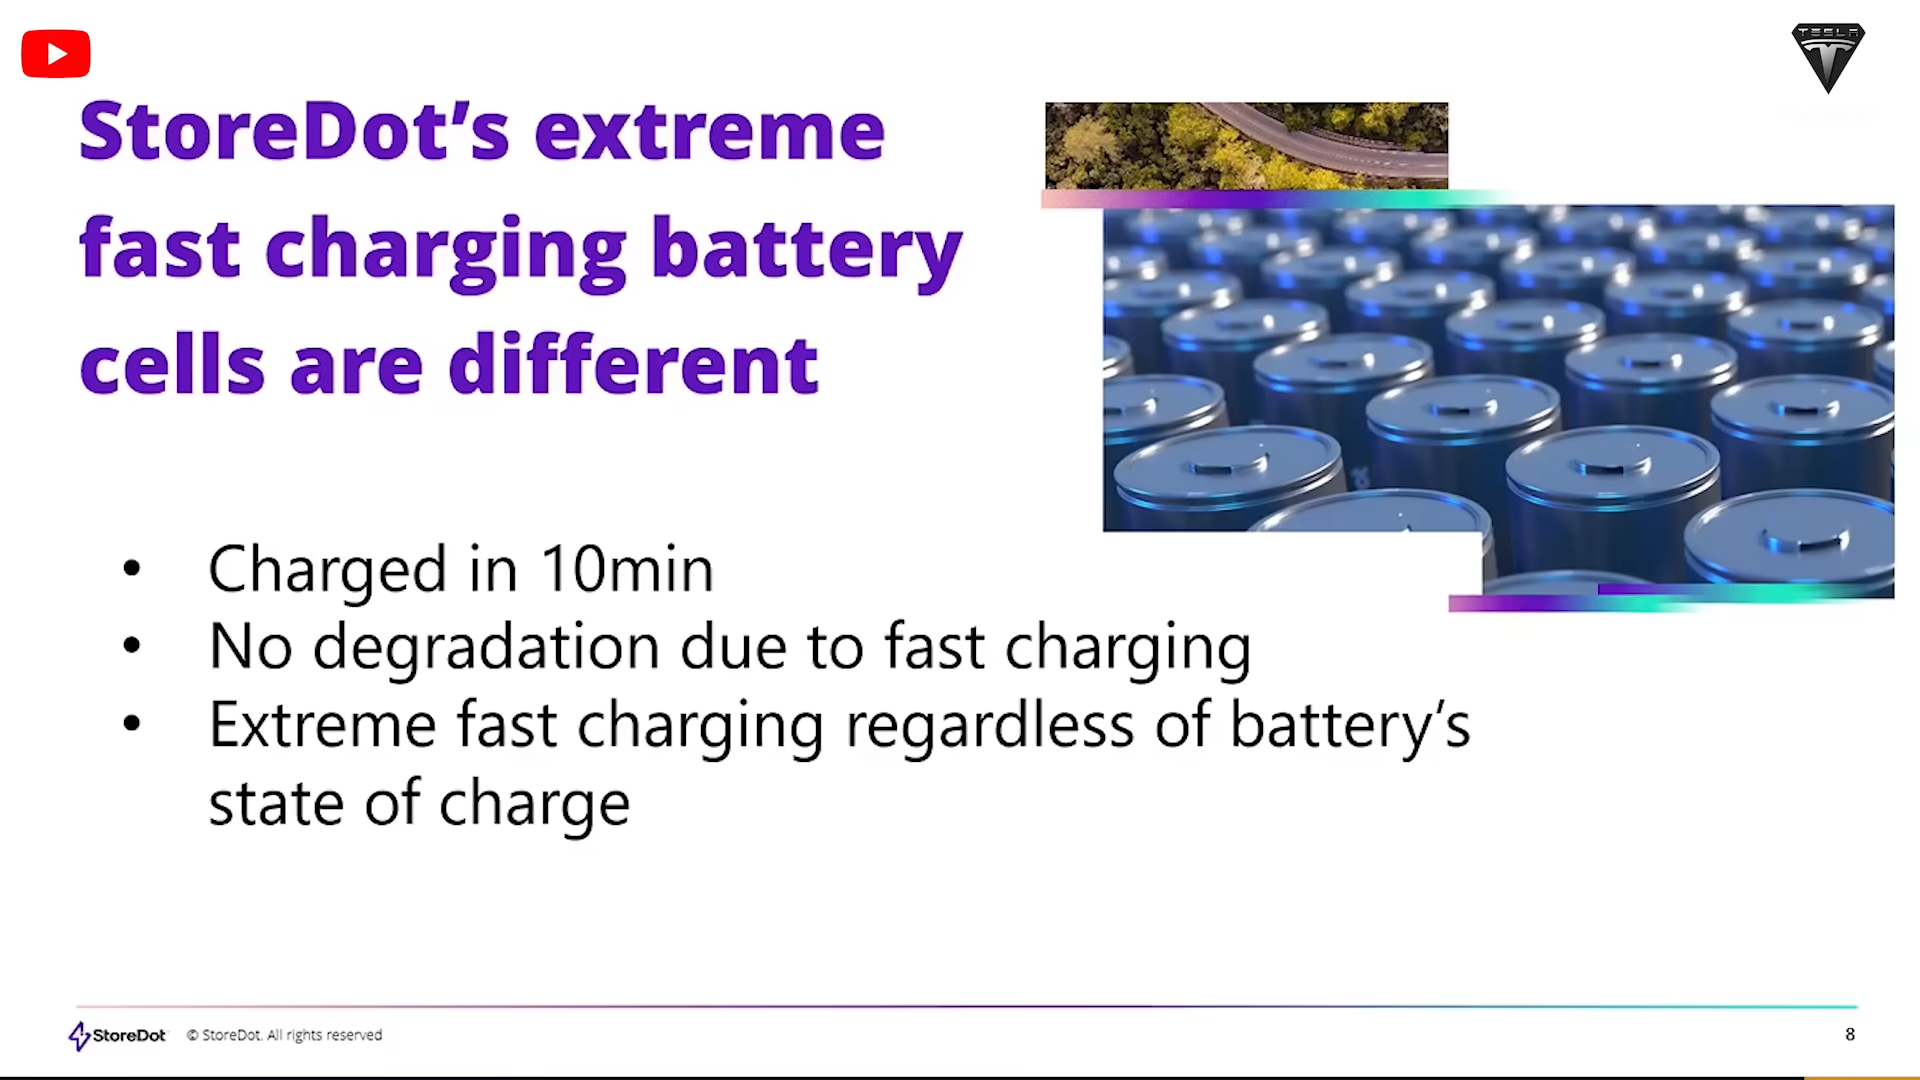 TESLA
StoreDot’s extreme
fast charging battery
cells are different
• Charged in 10min
• No degradation due to fast charging
• Extreme fast charging regardless of battery’s
state of charge
StoreDot © StoreDot. All rights reserved
8